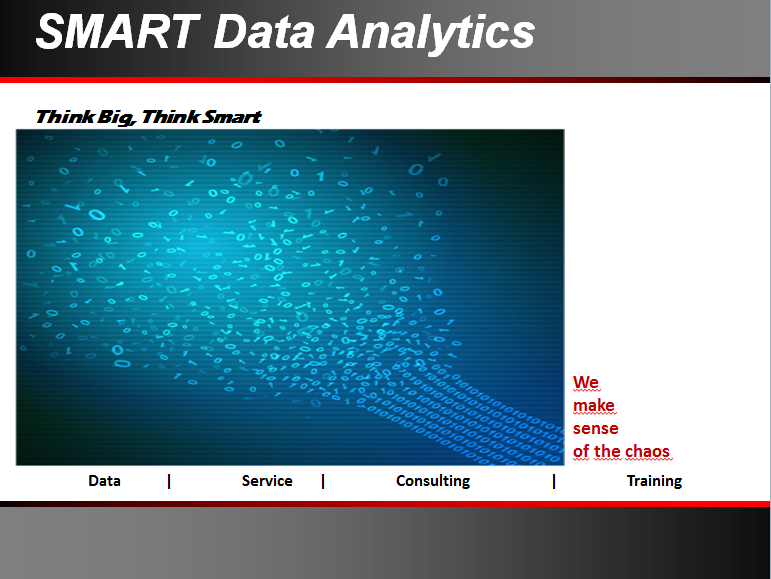 SMART Data Analytics
Think Big, Think Smart
We
make
sense
of the chaos
Data | Service | Consulting | Training